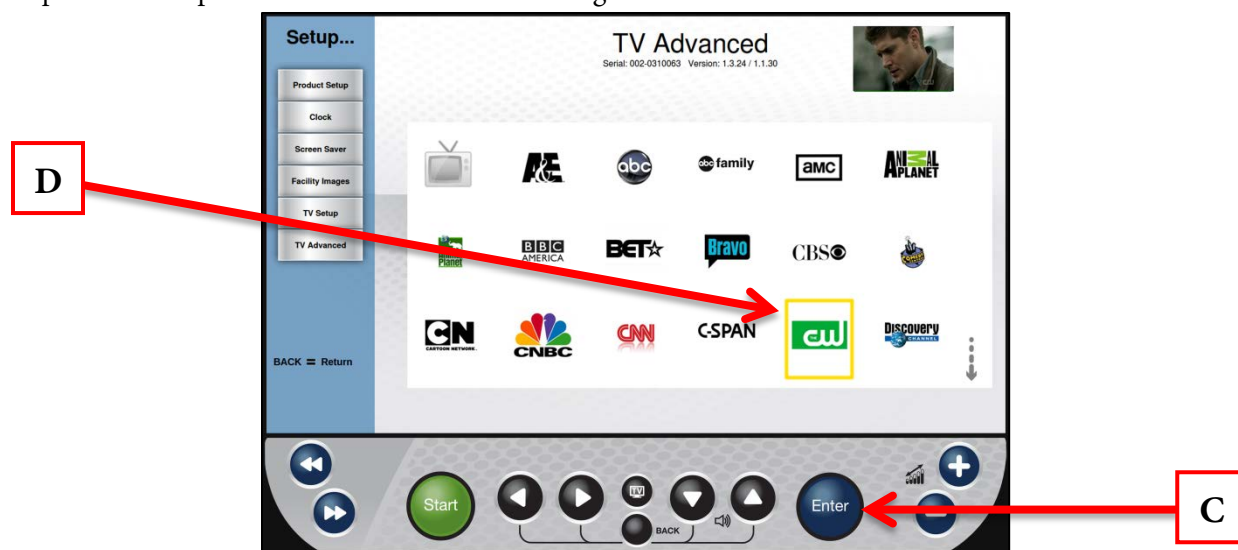 Setup...
TV Advanced
Serial: 002-0310063 Version: 1.3.24 / 1.1.30
Product Setup
Clock
Screen Saver
Facility Images
TV Setup
TV Advanced
BACK = Return
A&E
abc
abc family
amc
ANIMAL
PLANET
Planet
BBC
AMERICA
BET
Bravo
CBS
CN
CARTOON NETWORK.
CNBC
CNN
C-SPAN
CW
Discovery
CHANNEL
D
Start
TV
BACK
Enter
C